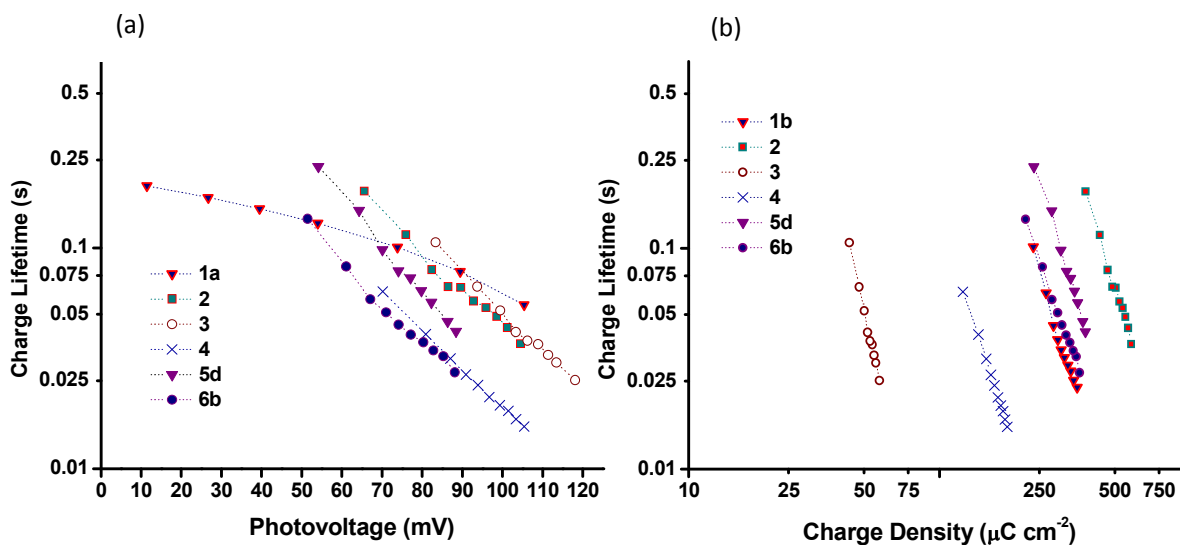 (a)
Charge Lifetime (s)
0.5
0.25
0.1
0.075
0.05
0.025
0.01
1a
2
3
4
5d
6b
0 10 20 30 40 50 60 70 80 90 100 110 120
Photovoltage (mV)
(b)
Charge Lifetime (s)
0.5
0.25
0.1
0.075
0.05
0.025
0.01
1b
2
3
4
5d
6b
10 25 50 75 250 500 750
Charge Density (μC cm⁻²)